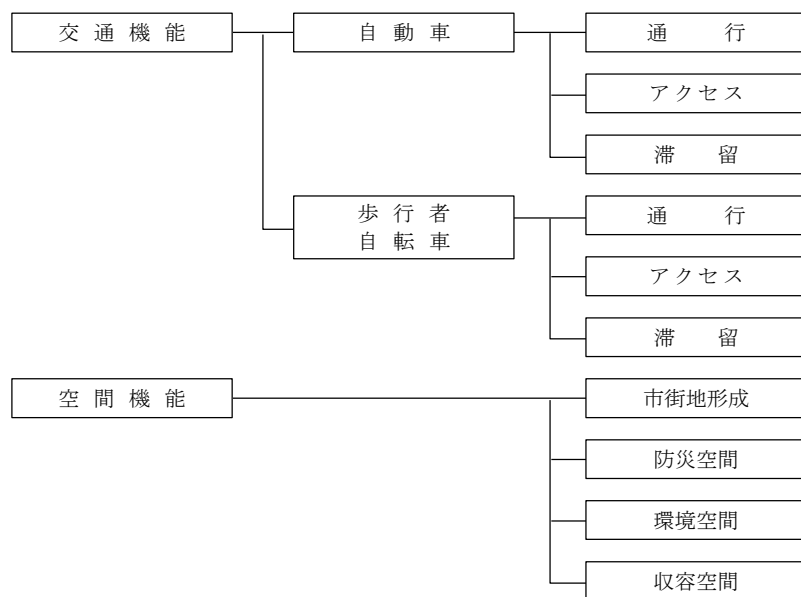 交通機能
自動車
通行
アクセス
滞留
歩行者
自転車
通行
アクセス
滞留
空間機能
市街地形成
防災空間
環境空間
収容空間